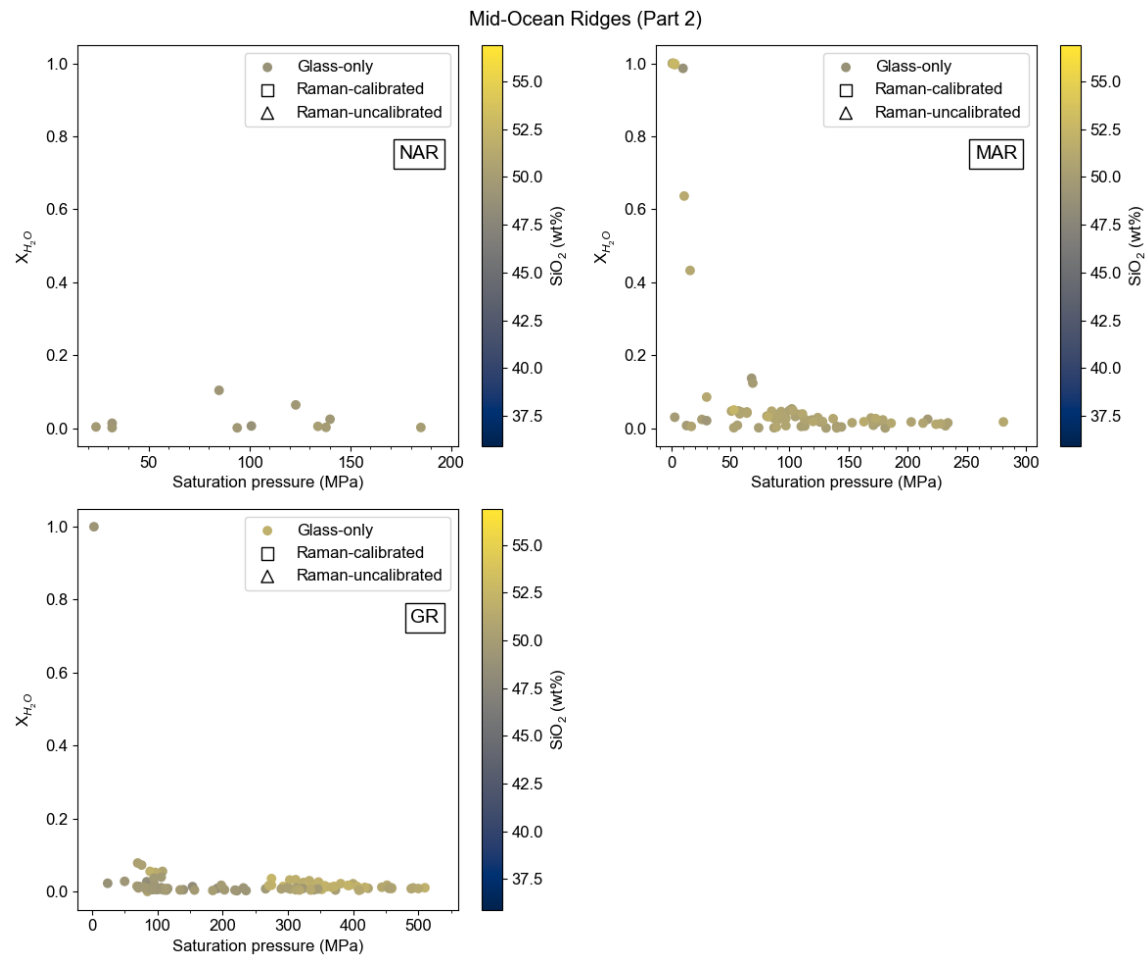 Mid-Ocean Ridges (Part 2)
1.0
0.8
0.6
0.4
0.2
0.0
X_{H_2O}
50
100
150
200
Saturation pressure (MPa)
Glass-only
Raman-calibrated
Raman-uncalibrated
NAR
55.0
52.5
50.0
47.5
45.0
42.5
40.0
37.5
SiO₂ (wt%)
1.0
0.8
0.6
0.4
0.2
0.0
X_{H_2O}
0
50
100
150
200
250
300
Saturation pressure (MPa)
Glass-only
Raman-calibrated
Raman-uncalibrated
MAR
55.0
52.5
50.0
47.5
45.0
42.5
40.0
37.5
SiO₂ (wt%)
1.0
0.8
0.6
0.4
0.2
0.0
X_{H_2O}
0
100
200
300
400
500
Saturation pressure (MPa)
Glass-only
Raman-calibrated
Raman-uncalibrated
GR
55.0
52.5
50.0
47.5
45.0
42.5
40.0
37.5
SiO₂ (wt%)